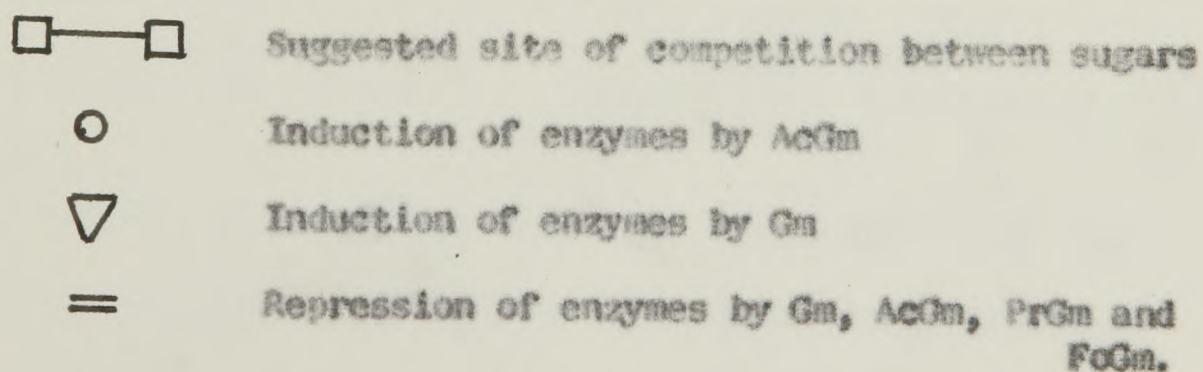 Suggested site of competition between sugars
Induction of enzymes by AcGm
Induction of enzymes by Gm
Repression of enzymes by Gm, AcGm, PrGm and
FoGm.